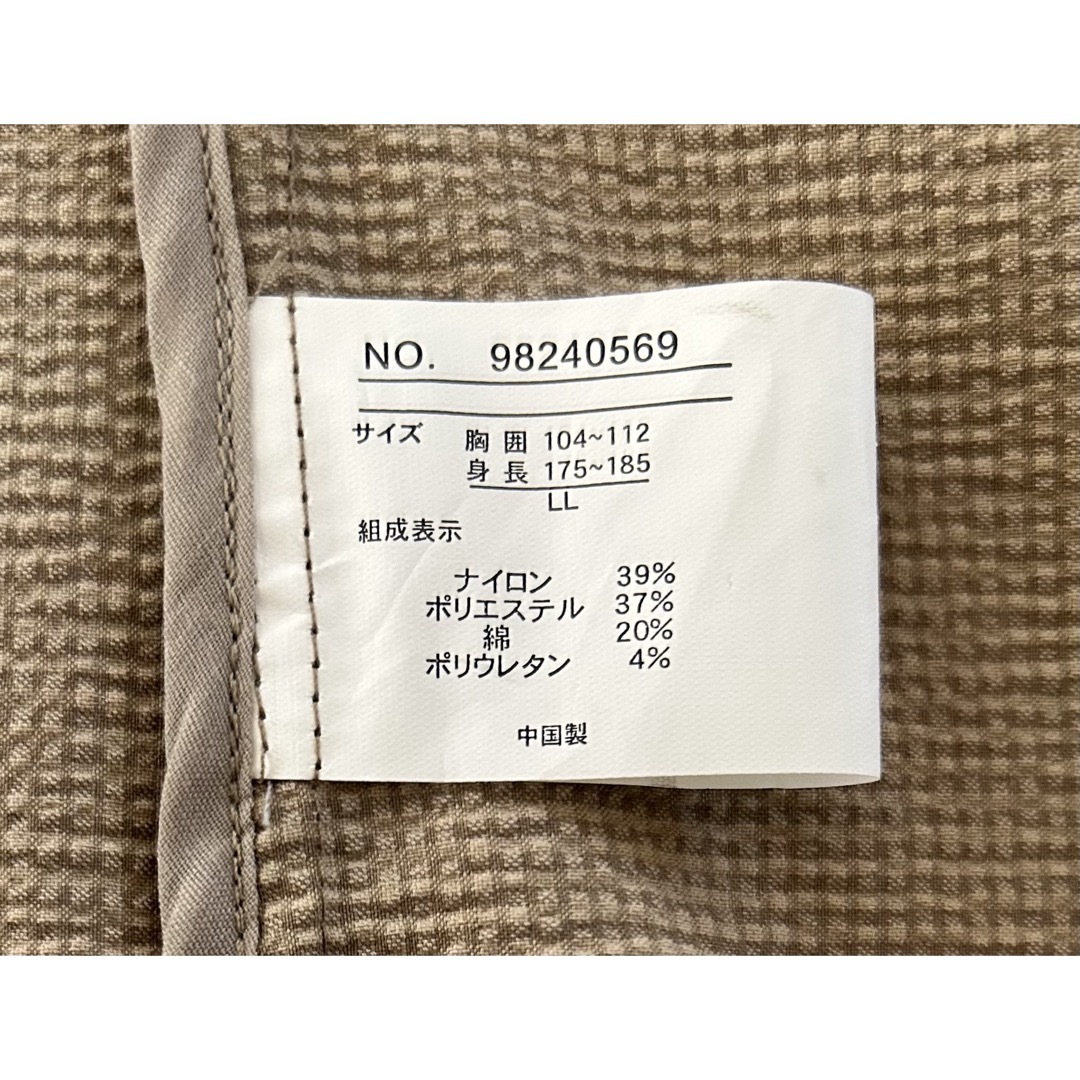 NO. 98240569
サイズ 胸囲 104~112
身長 175~185
LL
組成表示
ナイロン 39%
ポリエステル 37%
綿 20%
ポリウレタン 4%
中国製